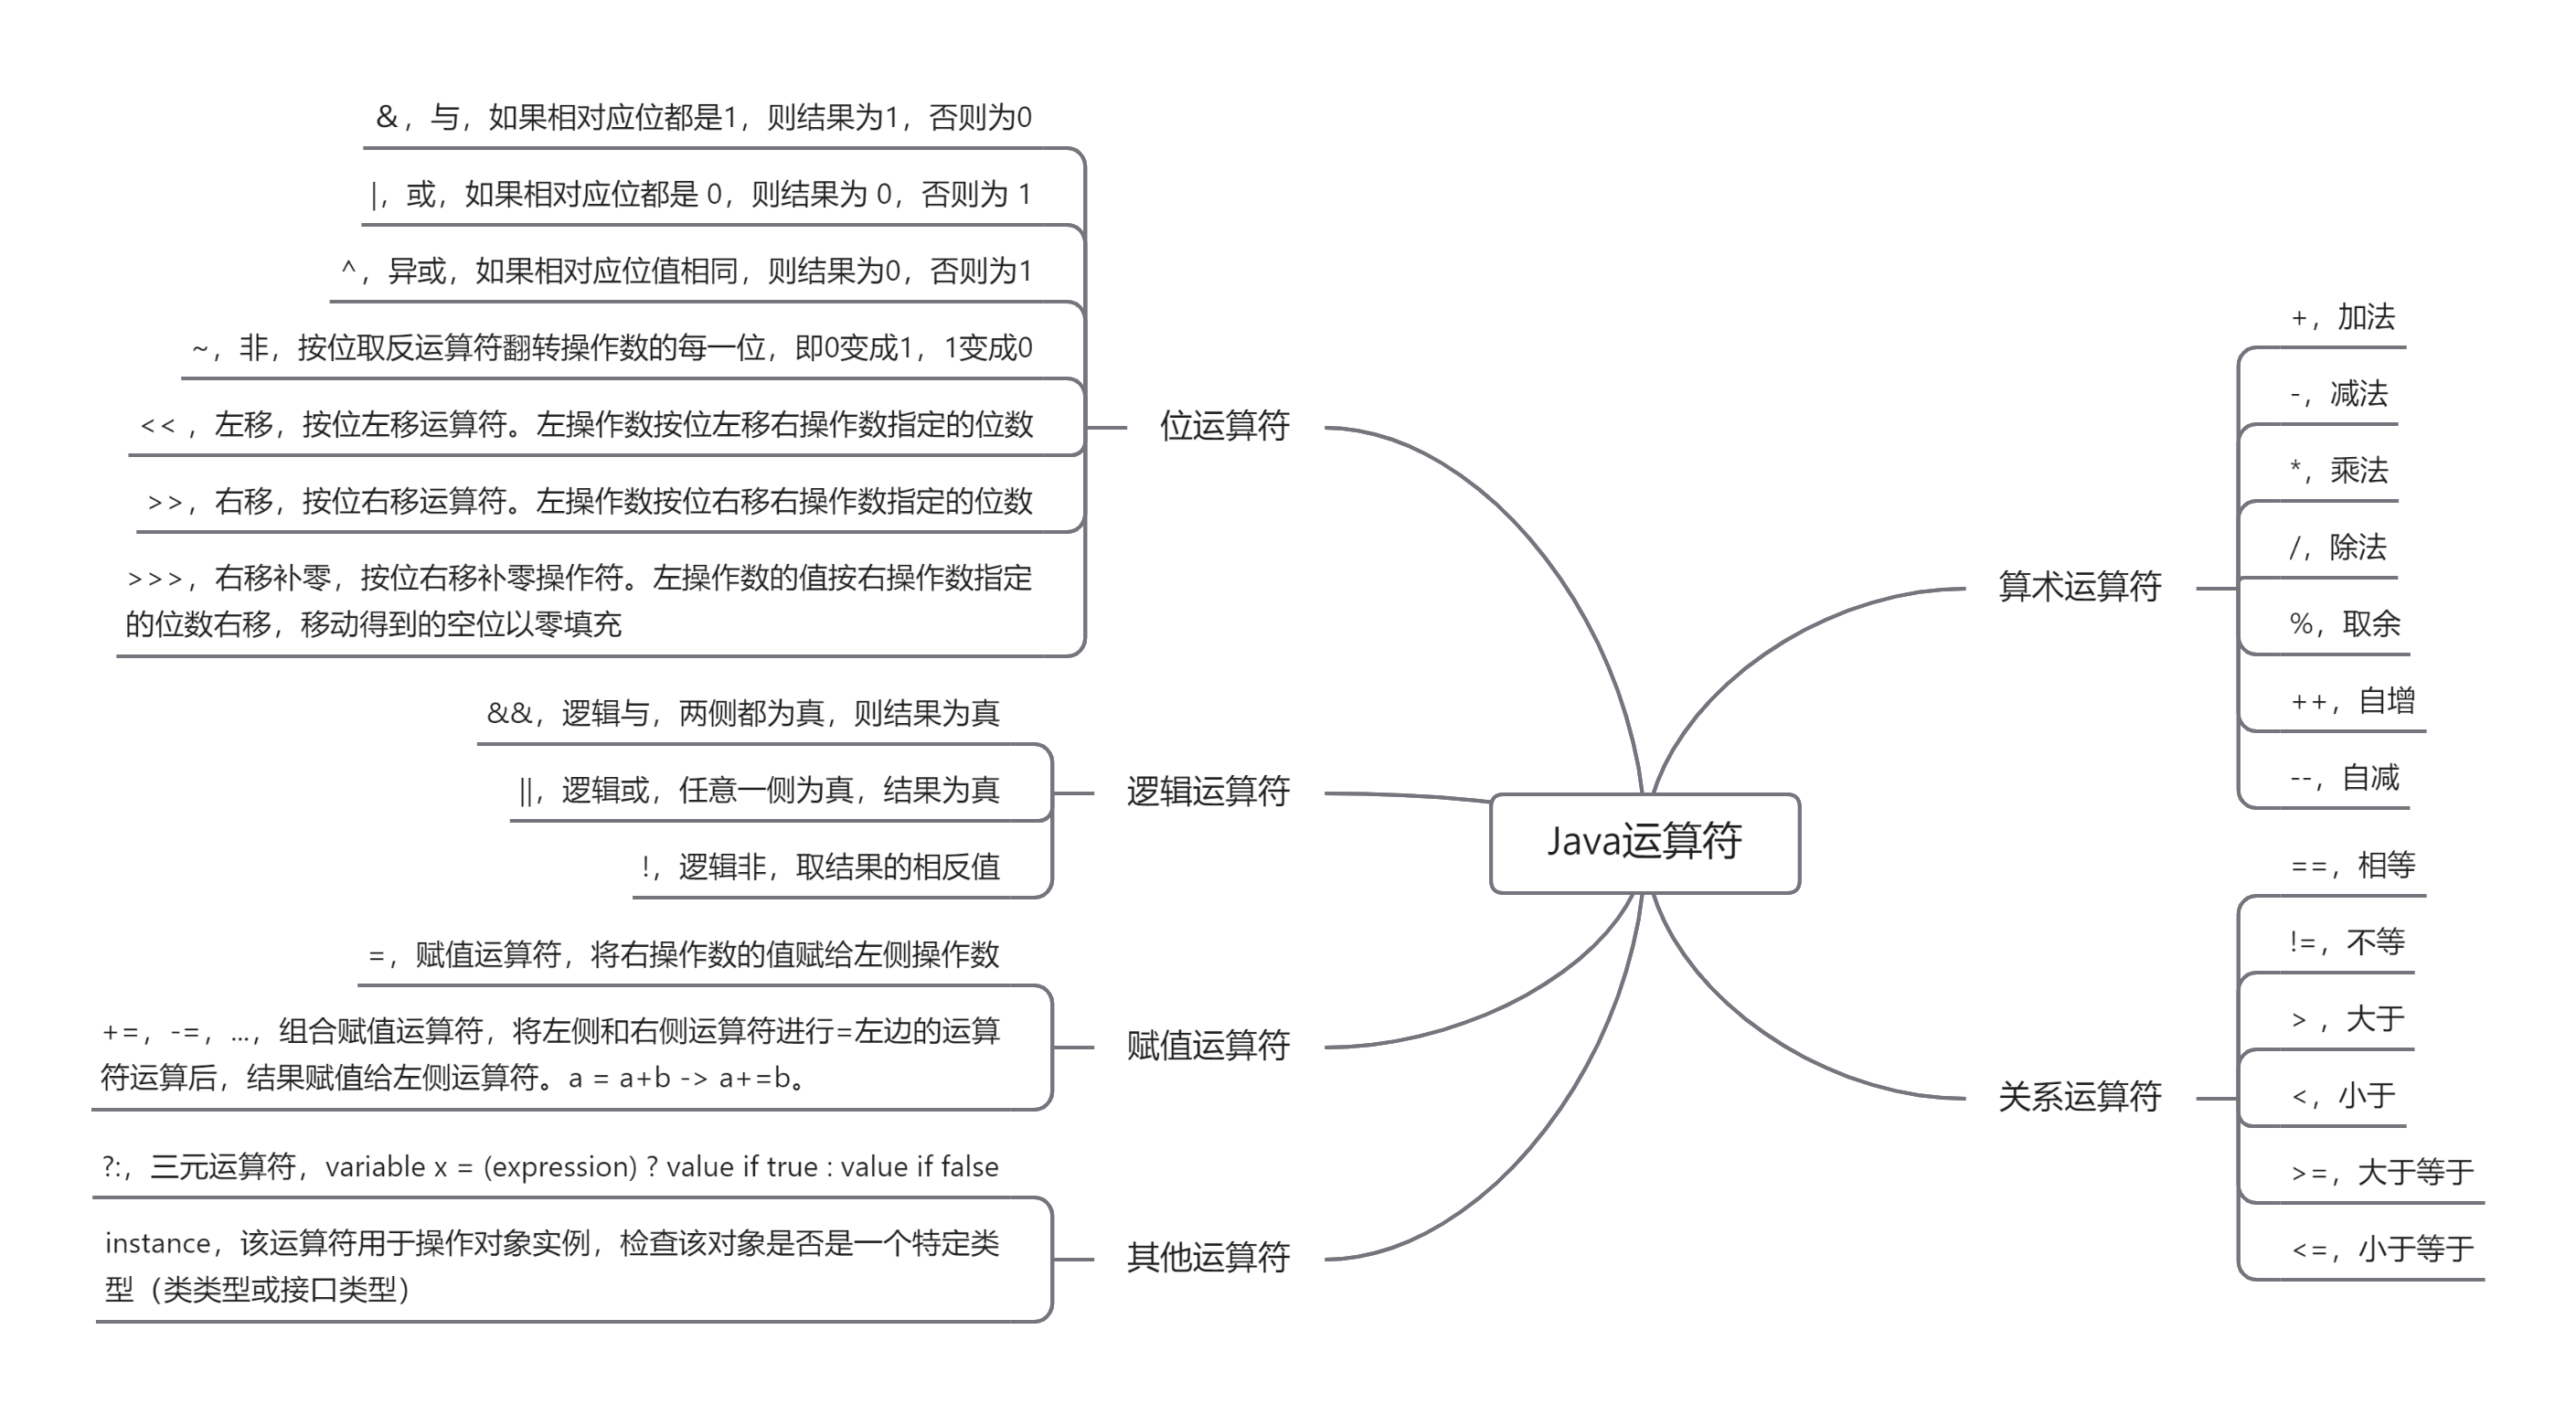 Java运算符
算术运算符
+，加法
-，减法
*，乘法
/，除法
%，取余
++，自增
--，自减
关系运算符
==，相等
!=，不等
> ，大于
<，小于
>=，大于等于
<=，小于等于
位运算符
&，与，如果相对应位都是1，则结果为1，否则为0
|，或，如果相对应位都是 0，则结果为 0，否则为 1
^，异或，如果相对应位值相同，则结果为0，否则为1
~，非，按位取反运算符翻转操作数的每一位，即0变成1，1变成0
<< ，左移，按位左移运算符。左操作数按位左移右操作数指定的位数
>>，右移，按位右移运算符。左操作数按位右移右操作数指定的位数
>>>，右移补零，按位右移补零操作符。左操作数的值按右操作数指定
的位数右移，移动得到的空位以零填充
逻辑运算符
&&，逻辑与，两侧都为真，则结果为真
||，逻辑或，任意一侧为真，结果为真
!，逻辑非，取结果的相反值
赋值运算符
=，赋值运算符，将右操作数的值赋给左侧操作数
+=，-=，...，组合赋值运算符，将左侧和右侧运算符进行=左边的运算
符运算后，结果赋值给左侧运算符。a = a+b -> a+=b。
其他运算符
?:，三元运算符，variable x = (expression) ? value if true : value if false
instance，该运算符用于操作对象实例，检查该对象是否是一个特定类
型（类类型或接口类型）